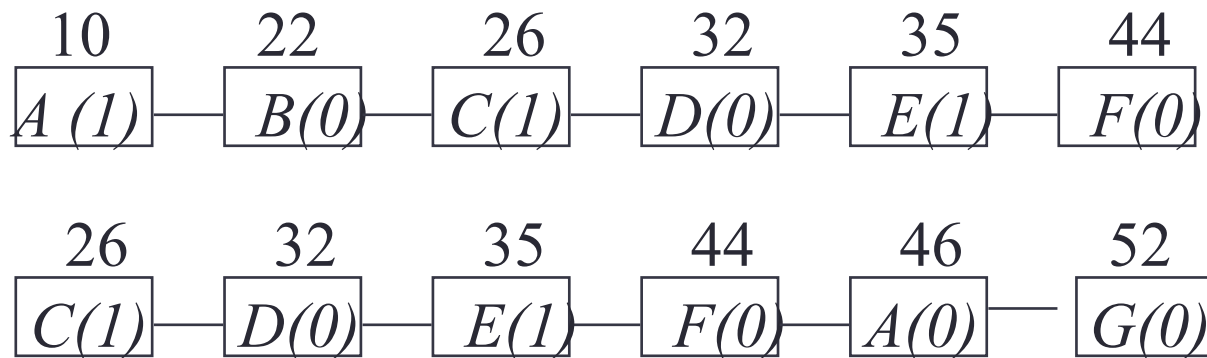 10 22 26 32 35 44
A (1) B(0) C(1) D(0) E(1) F(0)
26 32 35 44 46 52
C(1) D(0) E(1) F(0) A(0) G(0)